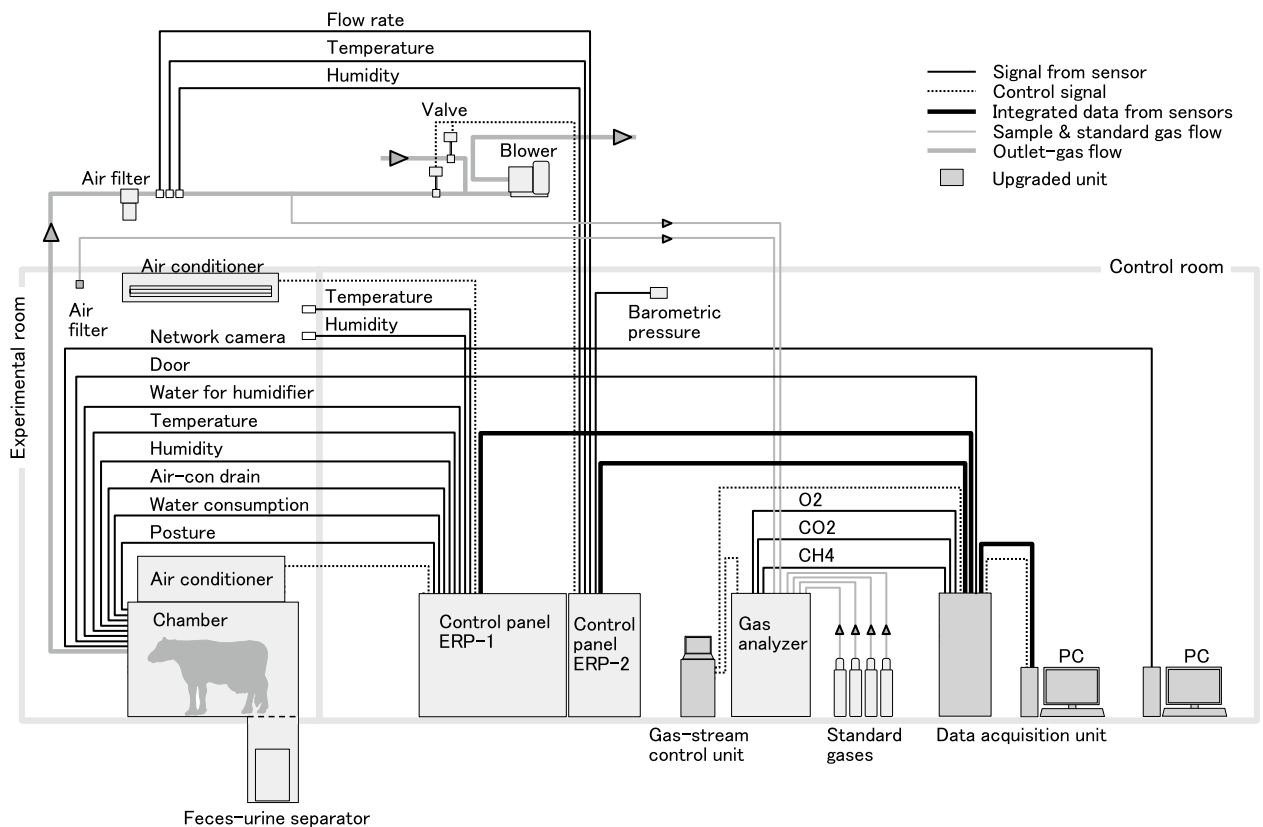 Flow rate
Temperature
Humidity
Valve
Blower
Air filter
Signal from sensor
Control signal
Integrated data from sensors
Sample & standard gas flow
Outlet-gas flow
Upgraded unit
Control room
Experimental room
Air conditioner
Air
filter
Temperature
Humidity
Barometric
pressure
Network camera
Door
Water for humidifier
Temperature
Humidity
Air-con drain
Water consumption
Posture
Air conditioner
Chamber
Control panel
ERP-1
Control
panel
ERP-2
O2
CO2
CH4
Gas
analyzer
PC
PC
Gas-stream
control unit
Standard
gases
Data acquisition unit
Feces-urine separator